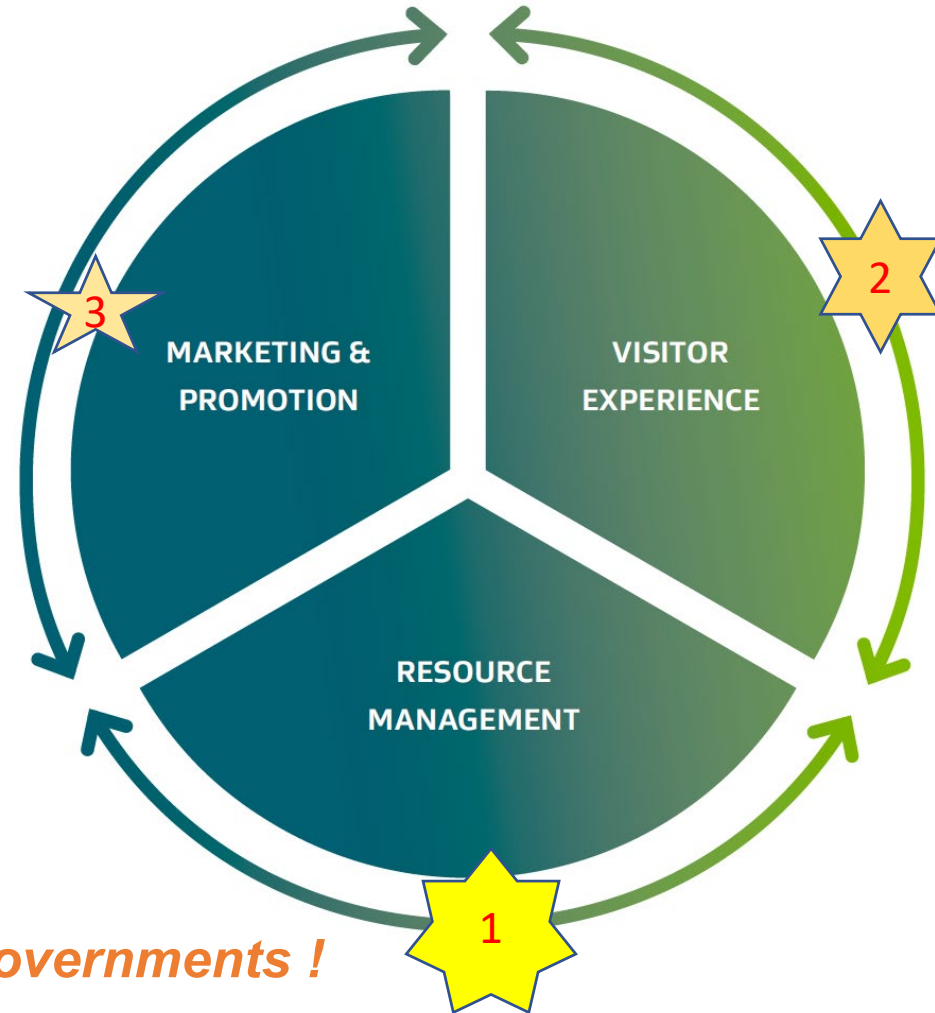 2
3
MARKETING &
PROMOTION
VISITOR
EXPERIENCE
RESOURCE
MANAGEMENT
1
overnments !